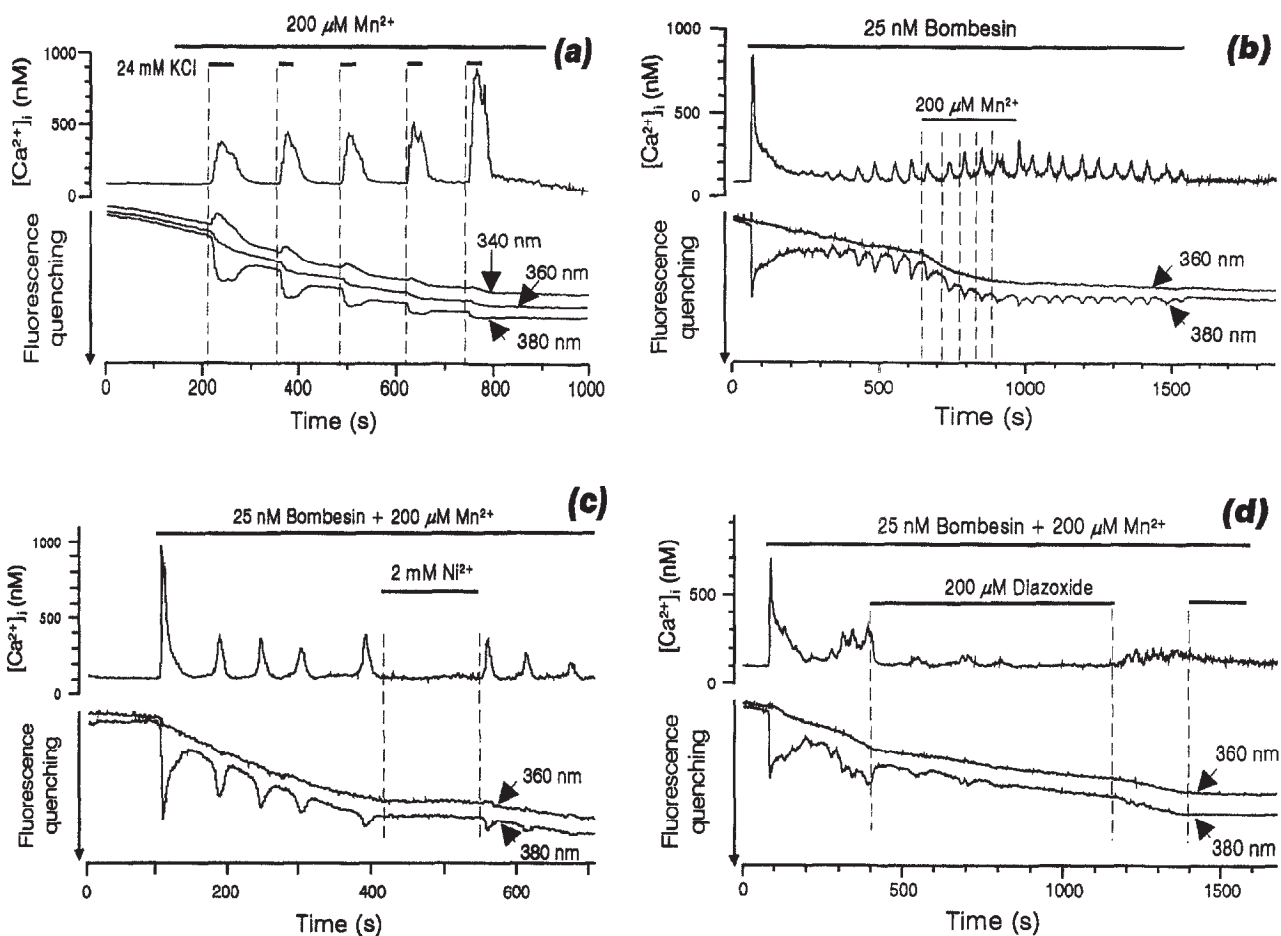 200 µM Mn²⁺
(a)
24 mM KCl
[Ca²⁺]ᵢ (nM)
1000
500
0
Fluorescence
quenching
340 nm
360 nm
380 nm
0 200 400 600 800 1000
Time (s)
25 nM Bombesin
(b)
200 µM Mn²⁺
[Ca²⁺]ᵢ (nM)
1000
500
0
Fluorescence
quenching
360 nm
380 nm
0 500 1000 1500
Time (s)
25 nM Bombesin + 200 µM Mn²⁺
(c)
2 mM Ni²⁺
[Ca²⁺]ᵢ (nM)
1000
500
0
Fluorescence
quenching
360 nm
380 nm
0 200 400 600
Time (s)
25 nM Bombesin + 200 µM Mn²⁺
(d)
200 µM Diazoxide
[Ca²⁺]ᵢ (nM)
500
0
Fluorescence
quenching
360 nm
380 nm
0 500 1000 1500
Time (s)